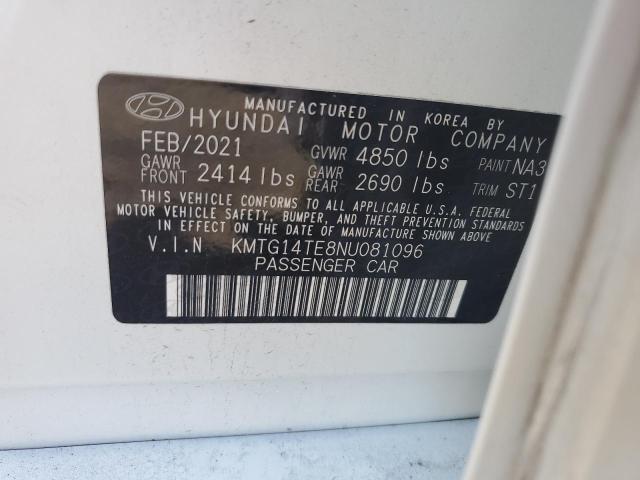 MANUFACTURED IN KOREA BY
HYUNDAI MOTOR COMPANY
FEB/2021 GVWR 4850 lbs PAINT NA3
GAWR FRONT 2414 lbs GAWR REAR 2690 lbs TRIM ST1
THIS VEHICLE CONFORMS TO ALL APPLICABLE U.S.A. FEDERAL
MOTOR VEHICLE SAFETY, BUMPER, AND THEFT PREVENTION STANDARDS
IN EFFECT ON THE DATE OF MANUFACTURE SHOWN ABOVE.
V.I.N KMTG14TE8NU081096
PASSENGER CAR